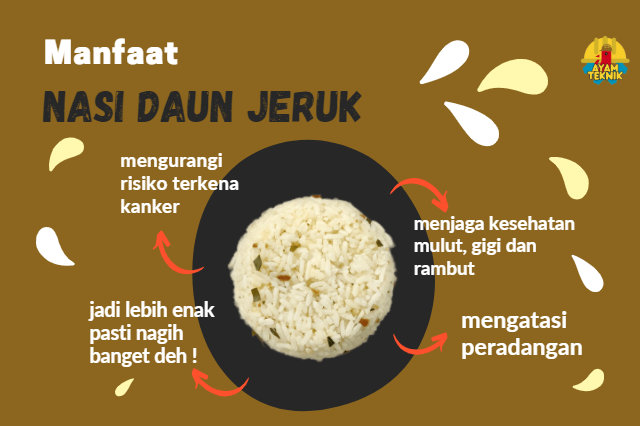 Manfaat
NASI DAUN JERUK
AYAM
TEKNIK
mengurangi
risiko terkena
kanker
menjaga kesehatan
mulut, gigi dan
rambut
jadi lebih enak
pasti nagih
banget deh !
mengatasi
peradangan